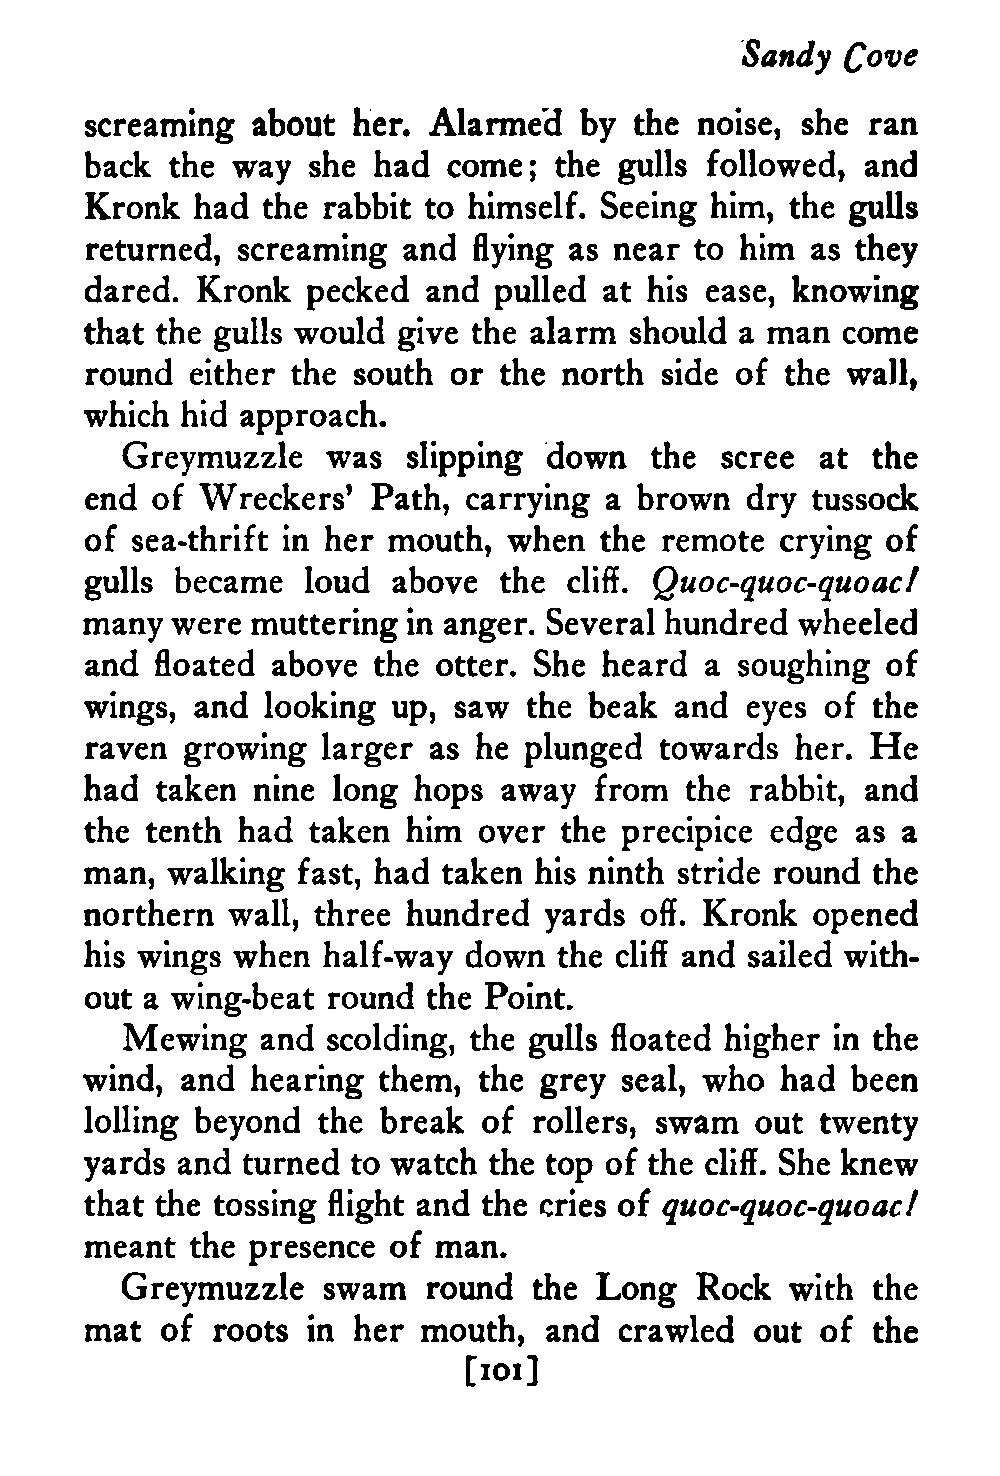 Sandy Cove
screaming about her. Alarmed by the noise, she ran
back the way she had come; the gulls followed, and
Kronk had the rabbit to himself. Seeing him, the gulls
returned, screaming and flying as near to him as they
dared. Kronk pecked and pulled at his ease, knowing
that the gulls would give the alarm should a man come
round either the south or the north side of the wall,
which hid approach.
Greymuzzle was slipping down the scree at the
end of Wreckers' Path, carrying a brown dry tussock
of sea-thrift in her mouth, when the remote crying of
gulls became loud above the cliff. Quoc-quoc-quoac!
many were muttering in anger. Several hundred wheeled
and floated above the otter. She heard a soughing of
wings, and looking up, saw the beak and eyes of the
raven growing larger as he plunged towards her. He
had taken nine long hops away from the rabbit, and
the tenth had taken him over the precipice edge as a
man, walking fast, had taken his ninth stride round the
northern wall, three hundred yards off. Kronk opened
his wings when half-way down the cliff and sailed with-
out a wing-beat round the Point.
Mewing and scolding, the gulls floated higher in the
wind, and hearing them, the grey seal, who had been
lolling beyond the break of rollers, swam out twenty
yards and turned to watch the top of the cliff. She knew
that the tossing flight and the cries of quoc-quoc-quoac!
meant the presence of man.
Greymuzzle swam round the Long Rock with the
mat of roots in her mouth, and crawled out of the
[101]